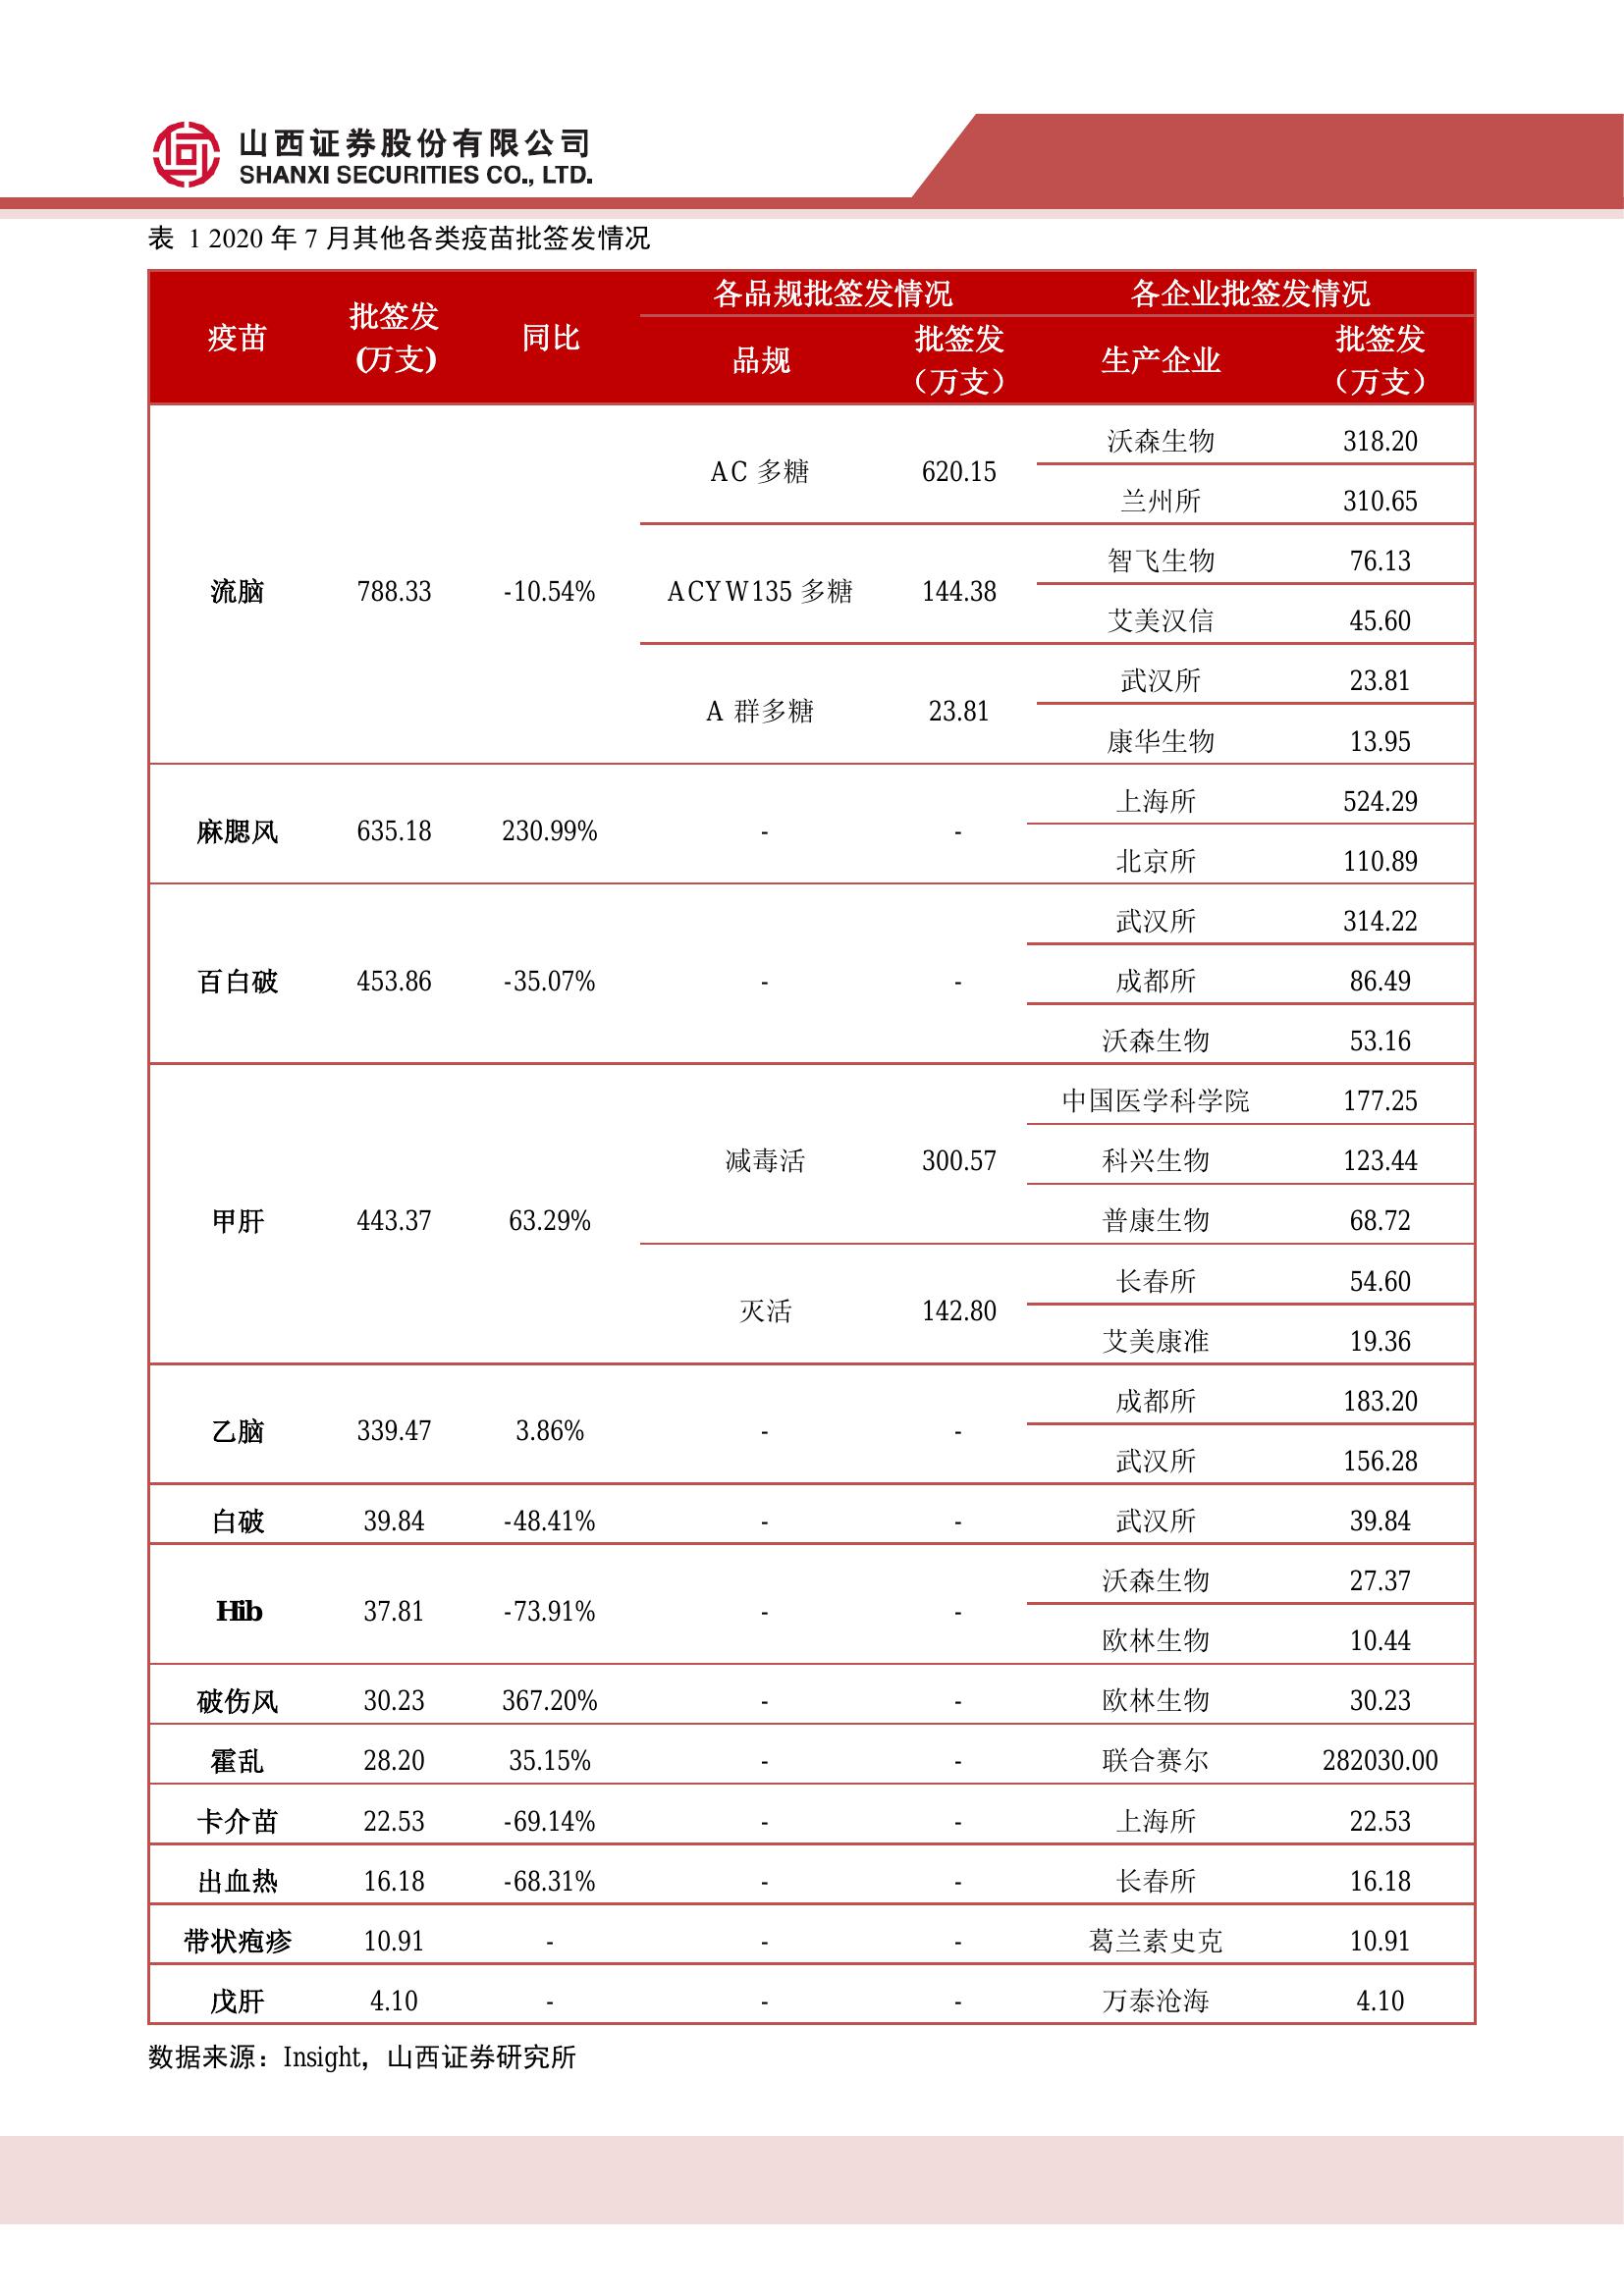 山西证券股份有限公司
SHANXI SECURITIES CO., LTD.
表 1 2020 年 7 月其他各类疫苗批签发情况
疫苗 批签发(万支) 同比 各品规批签发情况 各企业批签发情况
品规 批签发（万支） 生产企业 批签发（万支）
流脑 788.33 -10.54% AC 多糖 620.15 沃森生物 318.20
兰州所 310.65
ACYW135 多糖 144.38 智飞生物 76.13
艾美汉信 45.60
A 群多糖 23.81 武汉所 23.81
康华生物 13.95
麻腮风 635.18 230.99% - - 上海所 524.29
北京所 110.89
百白破 453.86 -35.07% - - 武汉所 314.22
成都所 86.49
沃森生物 53.16
甲肝 443.37 63.29% 减毒活 300.57 中国医学科学院 177.25
科兴生物 123.44
普康生物 68.72
灭活 142.80 长春所 54.60
艾美康准 19.36
乙脑 339.47 3.86% - - 成都所 183.20
武汉所 156.28
白破 39.84 -48.41% - - 武汉所 39.84
Hib 37.81 -73.91% - - 沃森生物 27.37
欧林生物 10.44
破伤风 30.23 367.20% - - 欧林生物 30.23
霍乱 28.20 35.15% - - 联合赛尔 282030.00
卡介苗 22.53 -69.14% - - 上海所 22.53
出血热 16.18 -68.31% - - 长春所 16.18
带状疱疹 10.91 - - - 葛兰素史克 10.91
戊肝 4.10 - - - 万泰沧海 4.10
数据来源：Insight，山西证券研究所